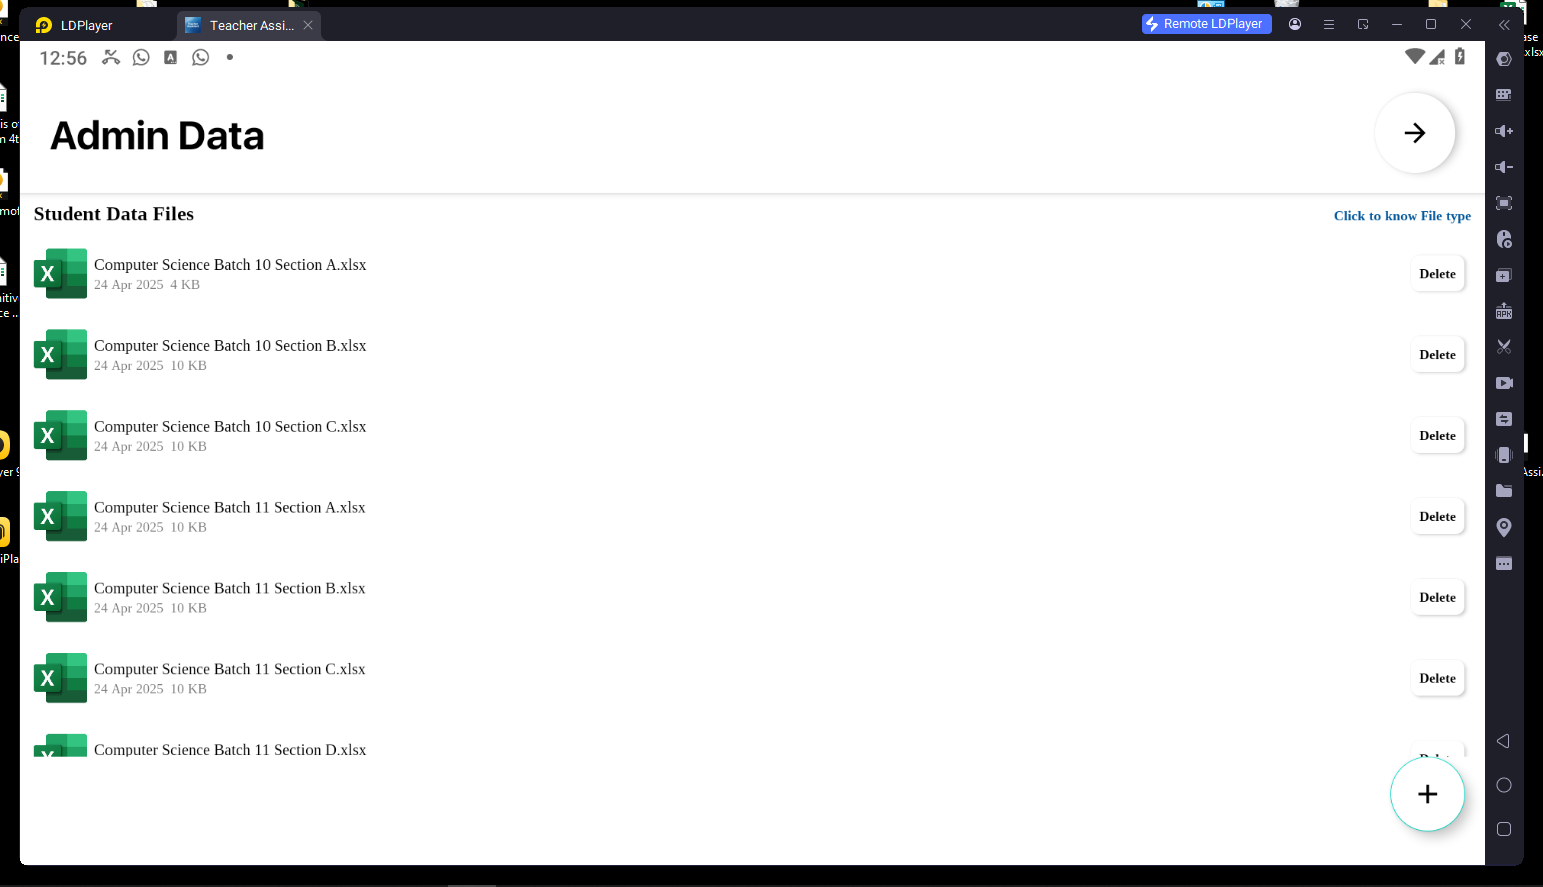 LDPlayer
Teacher Assi...
Remote LDPlayer
12:56
Admin Data
Student Data Files
Click to know File type
Computer Science Batch 10 Section A.xlsx
24 Apr 2025 4 KB
Delete
Computer Science Batch 10 Section B.xlsx
24 Apr 2025 10 KB
Delete
Computer Science Batch 10 Section C.xlsx
24 Apr 2025 10 KB
Delete
Computer Science Batch 11 Section A.xlsx
24 Apr 2025 10 KB
Delete
Computer Science Batch 11 Section B.xlsx
24 Apr 2025 10 KB
Delete
Computer Science Batch 11 Section C.xlsx
24 Apr 2025 10 KB
Delete
Computer Science Batch 11 Section D.xlsx
APK